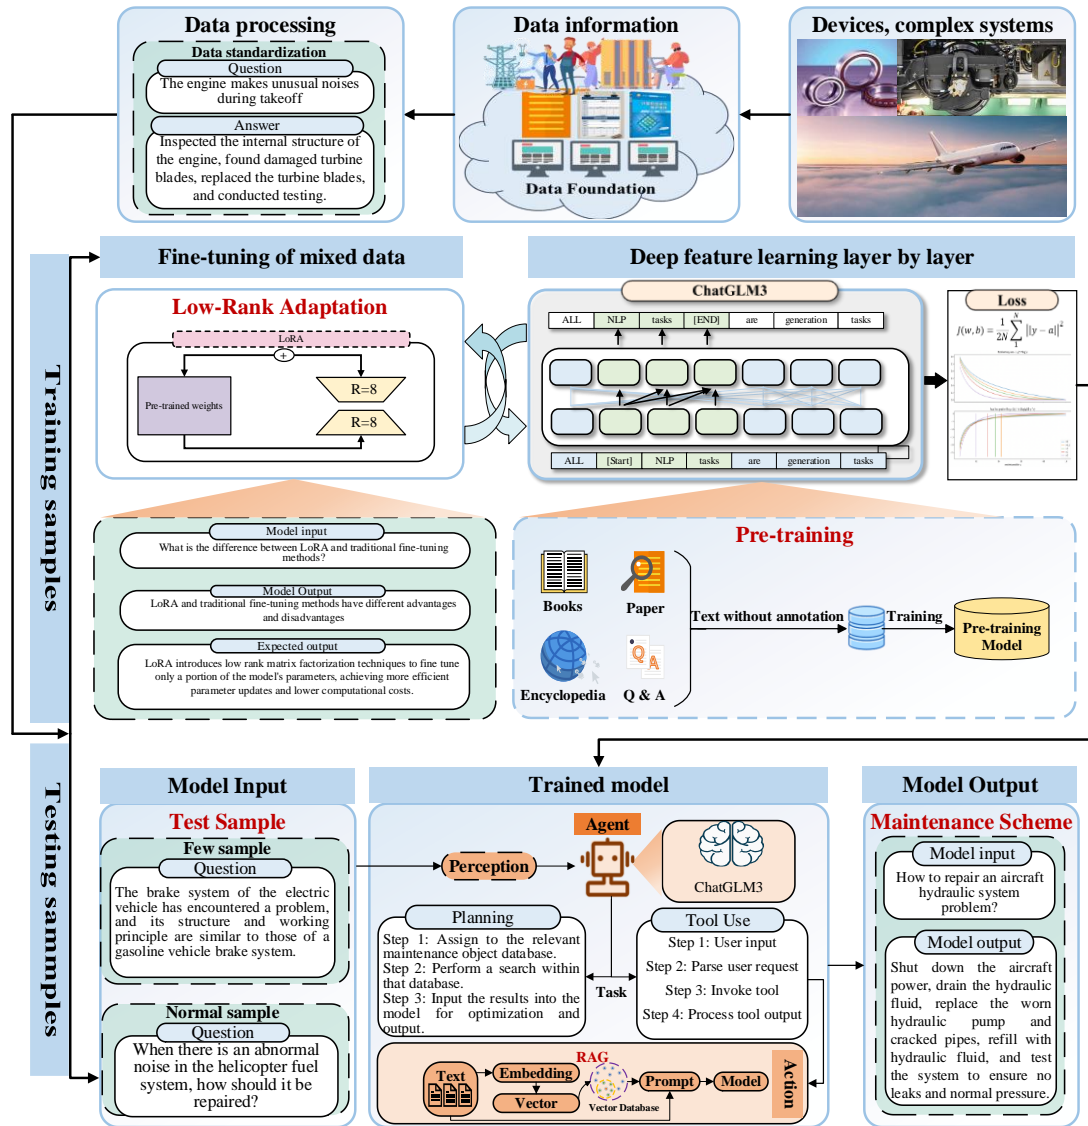 Data processing
Data standardization
Question
The engine makes unusual noises
during takeoff
Answer
Inspected the internal structure of
the engine, found damaged turbine
blades, replaced the turbine blades,
and conducted testing.
Data information
Data Foundation
Devices, complex systems
Training samples
Fine-tuning of mixed data
Low-Rank Adaptation
LoRA
+
Pre-trained weights
R=8
R=8
Deep feature learning layer by layer
ChatGLM3
ALL NLP tasks [END] are generation tasks
ALL [Start] NLP tasks are generation tasks
Loss
J(w, b) = 1/2N ∑ N 1 ||y − a||²
Model input
What is the difference between LoRA and traditional fine-tuning
methods?
Model Output
LoRA and traditional fine-tuning methods have different advantages
and disadvantages
Expected output
LoRA introduces low rank matrix factorization techniques to fine tune
only a portion of the model's parameters, achieving more efficient
parameter updates and lower computational costs.
Pre-training
Books
Paper
Encyclopedia
Q A
Q & A
Text without annotation
Training
Pre-training
Model
Testing samples
Model Input
Test Sample
Few sample
Question
The brake system of the electric
vehicle has encountered a problem,
and its structure and working
principle are similar to those of a
gasoline vehicle brake system.
Normal sample
Question
When there is an abnormal
noise in the helicopter fuel
system, how should it be
repaired?
Trained model
Perception
Agent
ChatGLM3
Planning
Step 1: Assign to the relevant
maintenance object database.
Step 2: Perform a search within
that database.
Step 3: Input the results into the
model for optimization and
output.
Task
Tool Use
Step 1: User input
Step 2: Parse user request
Step 3: Invoke tool
Step 4: Process tool output
RAG
Text
Embedding
Vector
Vector Database
Prompt
Model
Action
Model Output
Maintenance Scheme
Model input
How to repair an aircraft
hydraulic system
problem?
Model output
Shut down the aircraft
power, drain the hydraulic
fluid, replace the worn
hydraulic pump and
cracked pipes, refill with
hydraulic fluid, and test
the system to ensure no
leaks and normal pressure.